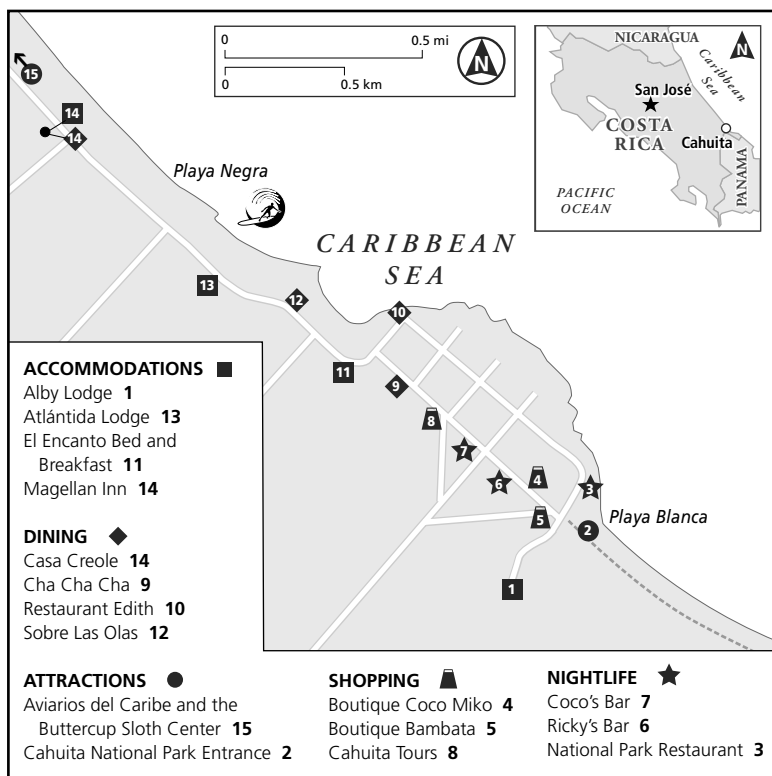 0 0.5 mi
0 0.5 km
N
NICARAGUA
N
Caribbean
Sea
San José
COSTA
RICA
Cahuita
PANAMA
PACIFIC
OCEAN
15
14
14
Playa Negra
CARIBBEAN
SEA
13
12
10
11
9
8
7
6
4
3
5
2
Playa Blanca
1
ACCOMMODATIONS
Alby Lodge 1
Atlántida Lodge 13
El Encanto Bed and
Breakfast 11
Magellan Inn 14
DINING
Casa Creole 14
Cha Cha Cha 9
Restaurant Edith 10
Sobre Las Olas 12
ATTRACTIONS
Aviarios del Caribe and the
Buttercup Sloth Center 15
Cahuita National Park Entrance 2
SHOPPING
Boutique Coco Miko 4
Boutique Bambata 5
Cahuita Tours 8
NIGHTLIFE
Coco's Bar 7
Ricky's Bar 6
National Park Restaurant 3